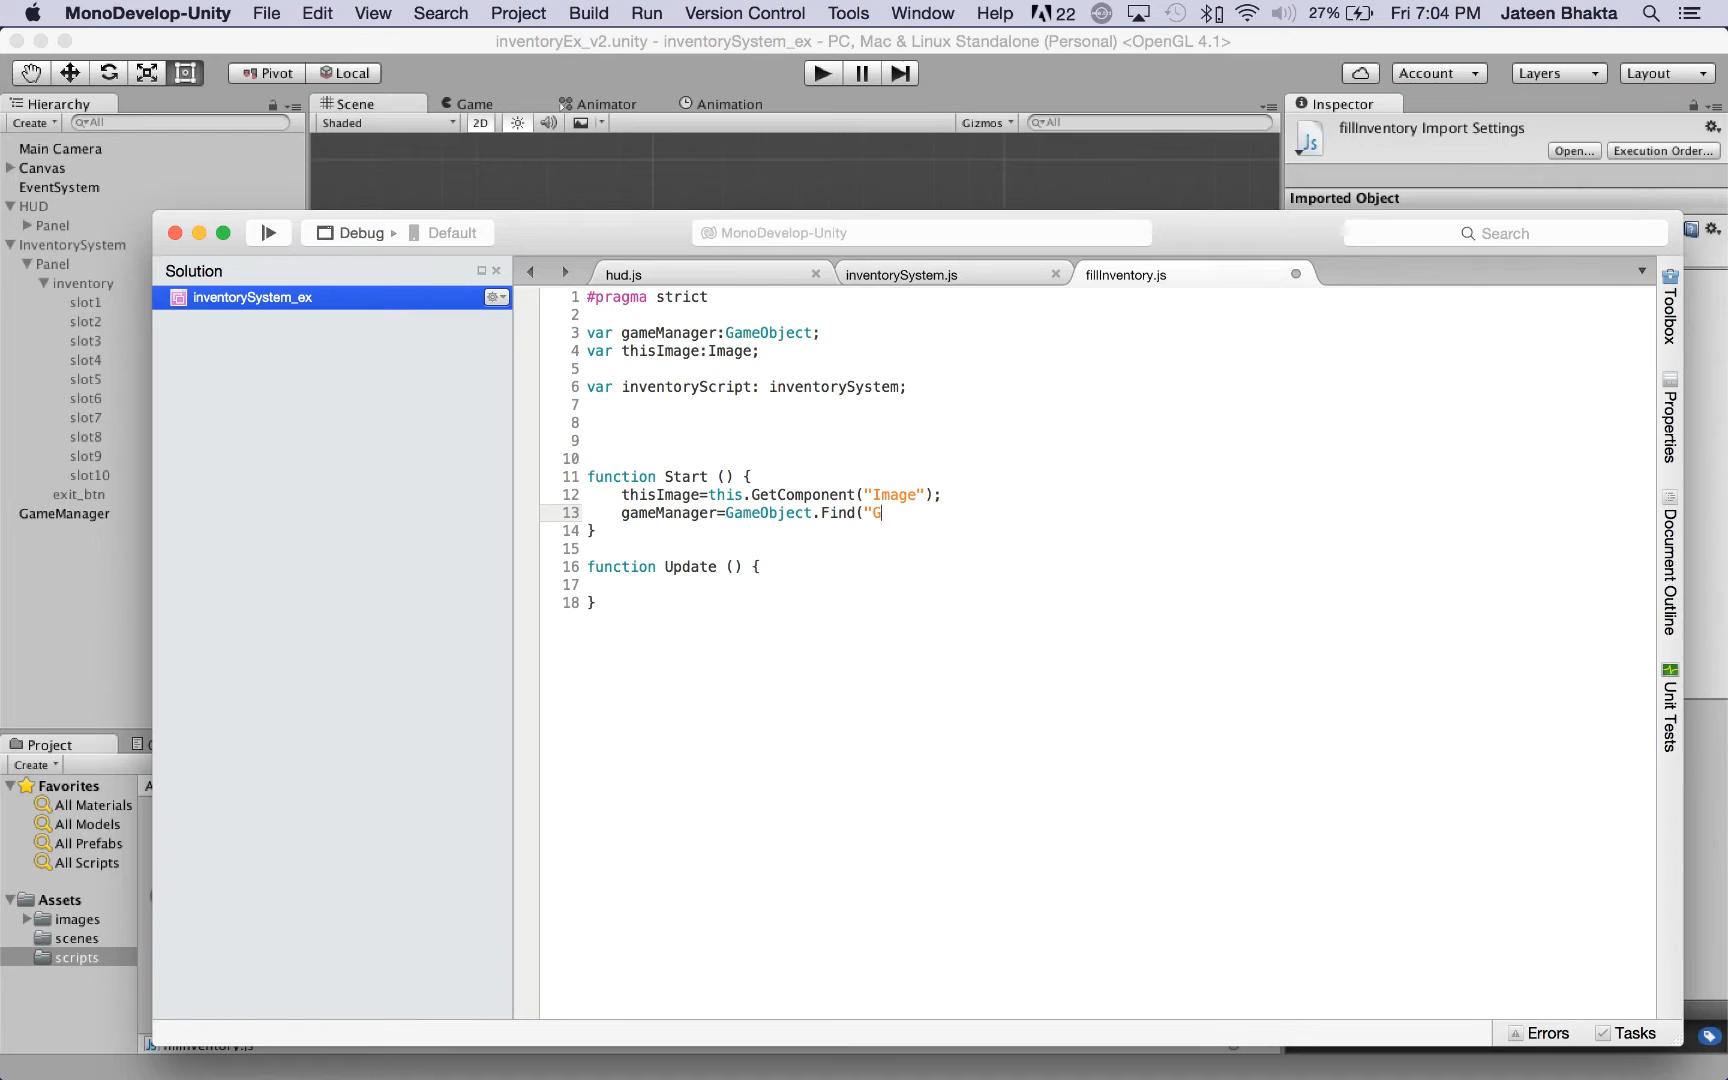 MonoDevelop-Unity File Edit View Search Project Build Run Version Control Tools Window Help 22 27% Fri 7:04 PM Jateen Bhakta
inventoryEx_v2.unity - inventorySystem_ex - PC, Mac & Linux Standalone (Personal) <OpenGL 4.1>
Pivot Local Account Layers Layout
Hierarchy Scene Game Animator Animation Inspector
Create All Shaded 2D Gizmos All
fillInventory Import Settings
Open... Execution Order...
Imported Object
Main Camera
Canvas
EventSystem
HUD
Panel
InventorySystem
Panel
inventory
slot1
slot2
slot3
slot4
slot5
slot6
slot7
slot8
slot9
slot10
exit_btn
GameManager
Debug Default MonoDevelop-Unity Search
Solution
inventorySystem_ex
hud.js inventorySystem.js fillInventory.js
1 #pragma strict
2
3 var gameManager:GameObject;
4 var thisImage:Image;
5
6 var inventoryScript: inventorySystem;
7
8
9
10
11 function Start () {
12 thisImage=this.GetComponent("Image");
13 gameManager=GameObject.Find("G
14 }
15
16 function Update () {
17
18 }
Toolbox
Properties
Document Outline
Unit Tests
Project
Create
Favorites
All Materials
All Models
All Prefabs
All Scripts
Assets
images
scenes
scripts
Errors Tasks